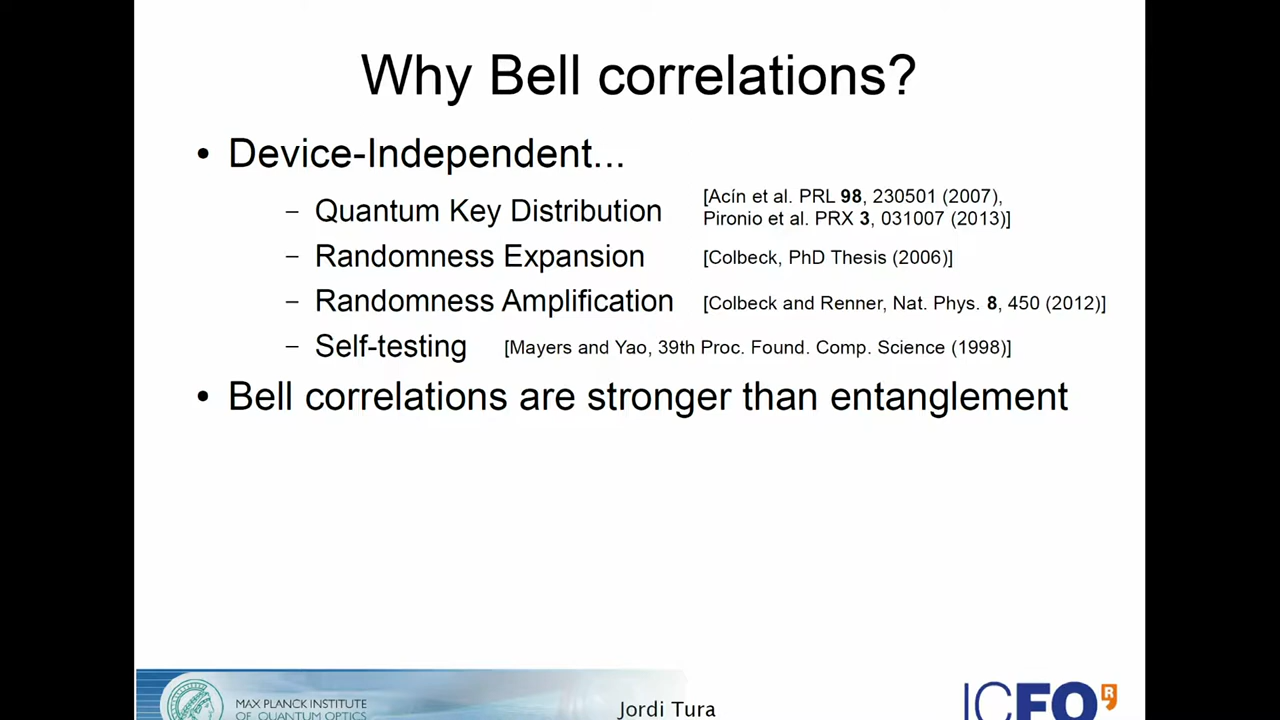 Why Bell correlations?
• Device-Independent...
– Quantum Key Distribution [Acín et al. PRL 98, 230501 (2007),
Pironio et al. PRX 3, 031007 (2013)]
– Randomness Expansion [Colbeck, PhD Thesis (2006)]
– Randomness Amplification [Colbeck and Renner, Nat. Phys. 8, 450 (2012)]
– Self-testing [Mayers and Yao, 39th Proc. Found. Comp. Science (1998)]
• Bell correlations are stronger than entanglement
MAX PLANCK INSTITUTE
OF QUANTUM OPTICS
Jordi Tura
ICFO